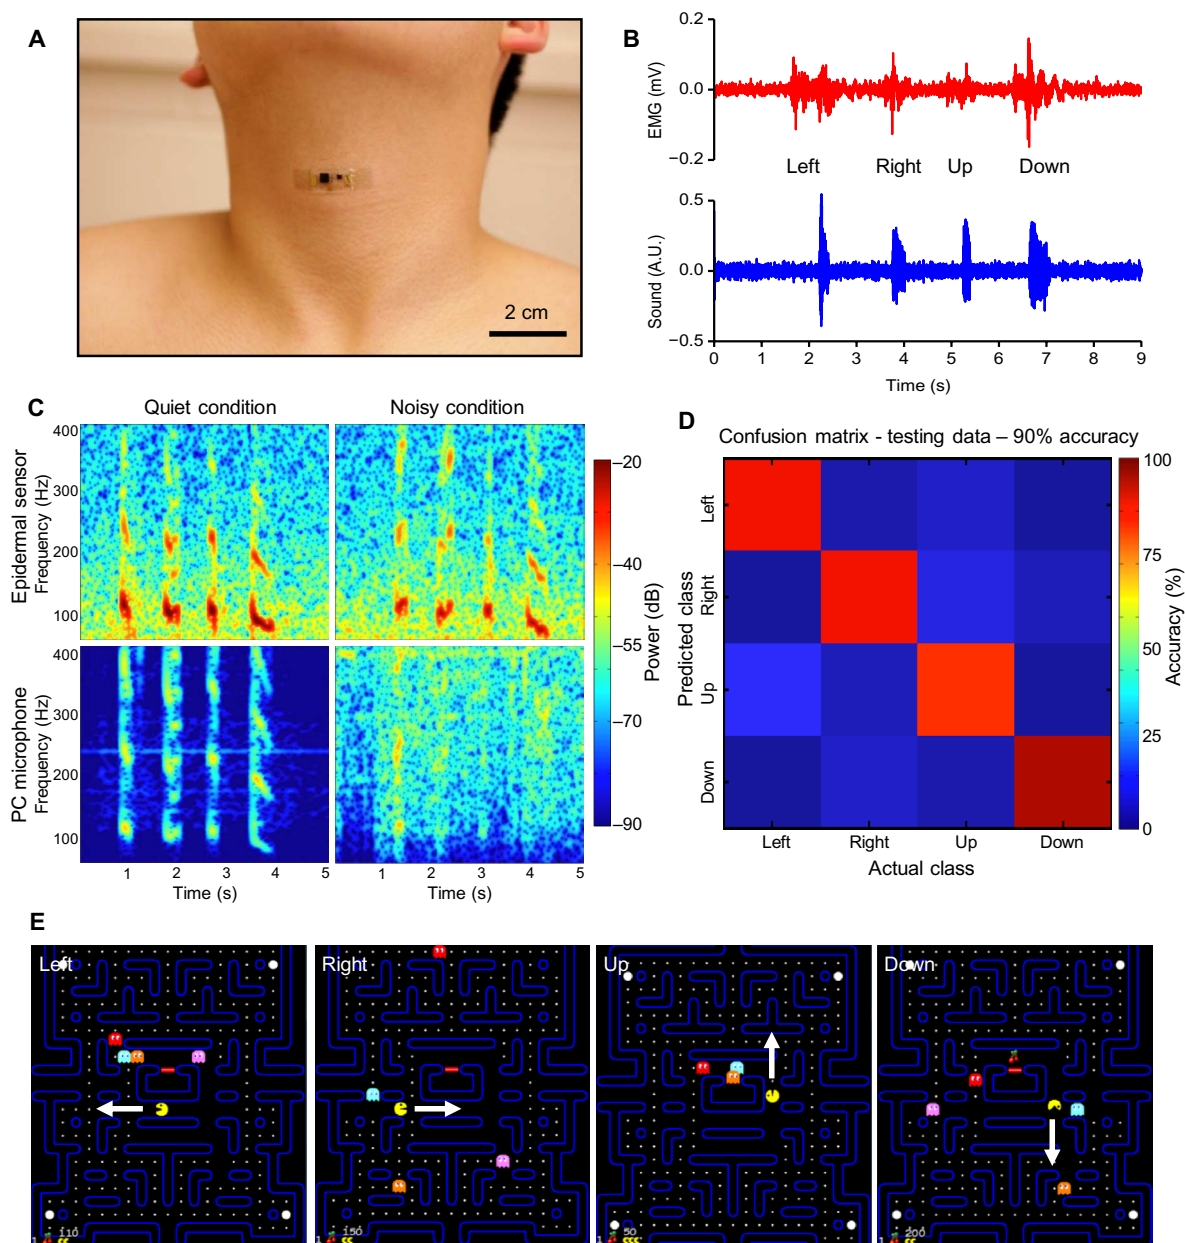 A
2 cm
B
0.2
0.0
−0.2
EMG (mV)
Left Right Up Down
0.5
0.0
−0.5
Sound (A.U.)
0 1 2 3 4 5 6 7 8 9
Time (s)
C
Quiet condition Noisy condition
Epidermal sensor
Frequency (Hz)
400
300
200
100
PC microphone
Frequency (Hz)
400
300
200
100
1 2 3 4 5
Time (s)
1 2 3 4 5
Time (s)
–20
–40
–55
–70
–90
Power (dB)
D
Confusion matrix - testing data – 90% accuracy
Predicted class
Left
Right
Up
Down
Left Right Up Down
Actual class
100
75
50
25
0
Accuracy (%)
E
Left Right Up Down
110 150 50 200